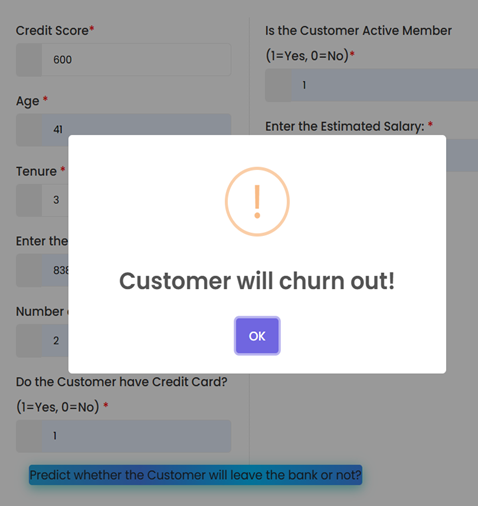 Credit Score*
600
Age *
41
Tenure *
3
Enter the
838
Number
2
Do the Customer have Credit Card?
(1=Yes, 0=No) *
1
Is the Customer Active Member
(1=Yes, 0=No)*
1
Enter the Estimated Salary: *
!
Customer will churn out!
OK
Predict whether the Customer will leave the bank or not?